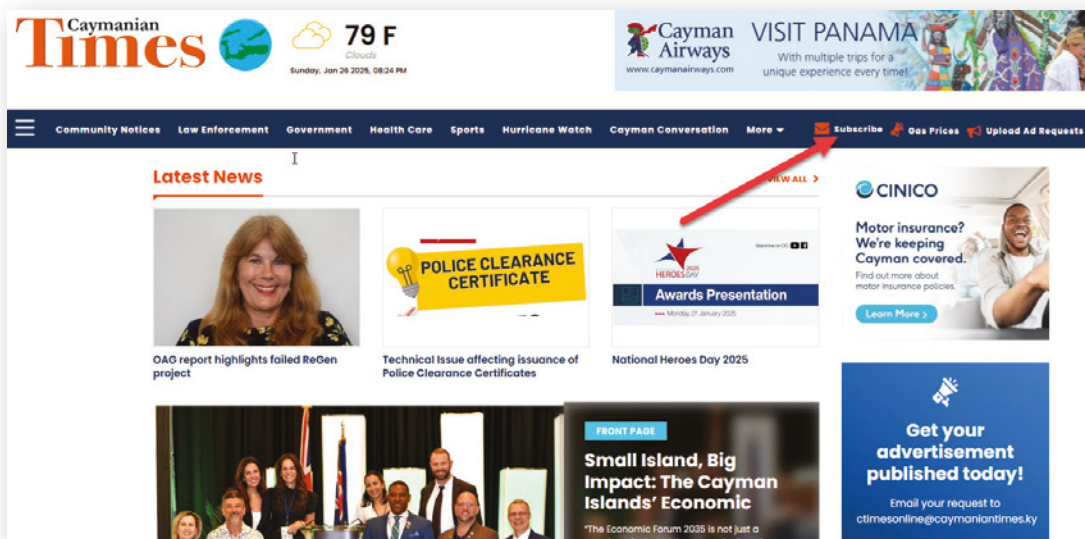 Caymanian
Times
79 F
Clouds
Sunday, Jan 26 2025, 08:24 PM
Cayman
Airways
www.caymanairways.com
VISIT PANAMA
With multiple trips for a
unique experience every time!
Community Notices Law Enforcement Government Health Care Sports Hurricane Watch Cayman Conversation More Subscribe Gas Prices Upload Ad Requests
Latest News
VIEW ALL
POLICE CLEARANCE
CERTIFICATE
2025
HEROES DAY
Awards Presentation
Monday, 27 January 2025
OAG report highlights failed ReGen
project
Technical Issue affecting issuance of
Police Clearance Certificates
National Heroes Day 2025
CINICO
Motor insurance?
We're keeping
Cayman covered.
Find out more about
motor insurance policies.
Learn More >
FRONT PAGE
Small Island, Big
Impact: The Cayman
Islands' Economic
"The Economic Forum 2035 is not just a
Get your
advertisement
published today!
Email your request to
ctimesonline@caymaniantimes.ky